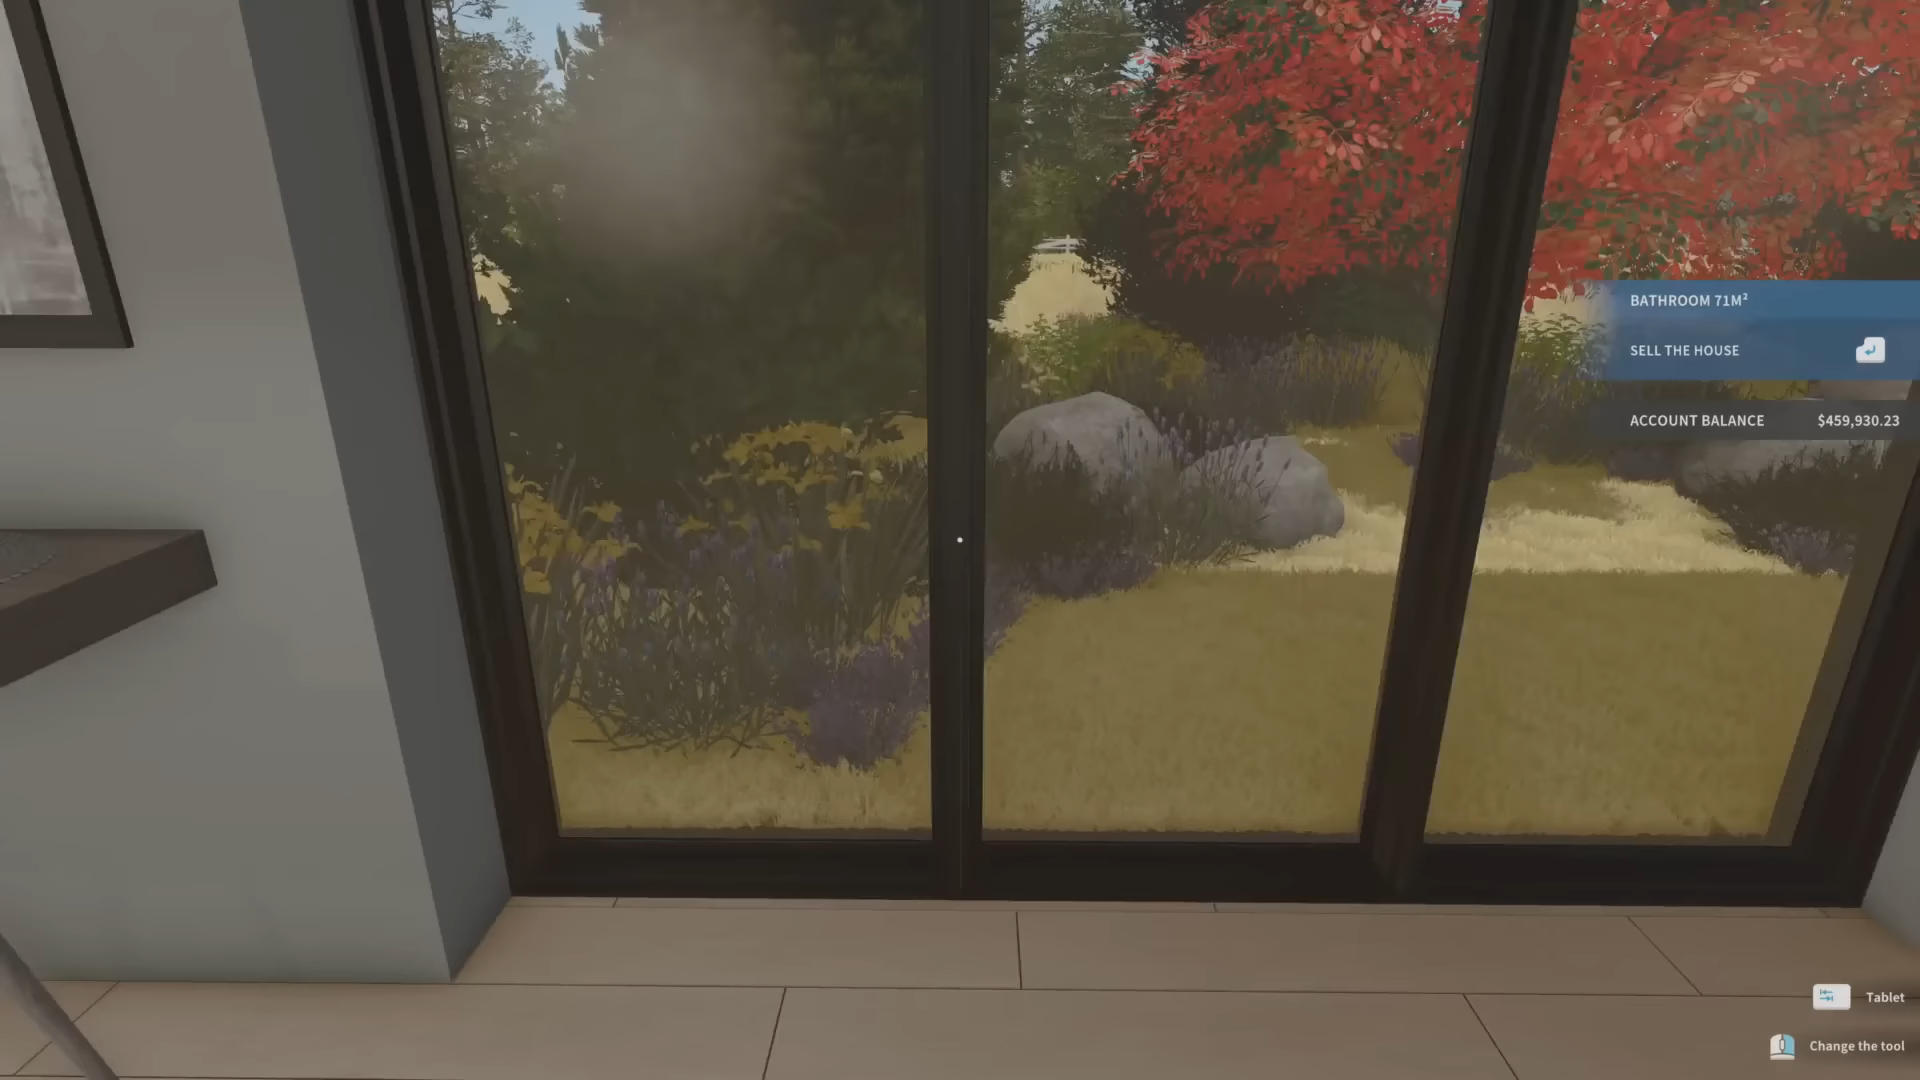 BATHROOM 71M²
SELL THE HOUSE
ACCOUNT BALANCE $459,930.23
Tablet
Change the tool